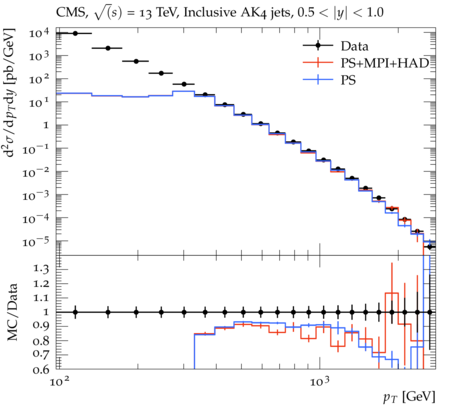 CMS, √(s) = 13 TeV, Inclusive AK4 jets, 0.5 < |y| < 1.0
d²σ/dp_T dy [pb/GeV]
10⁴
10³
10²
10¹
1
10⁻¹
10⁻²
10⁻³
10⁻⁴
10⁻⁵
Data
PS+MPI+HAD
PS
MC/Data
1.3
1.2
1.1
1
0.9
0.8
0.7
0.6
10²
10³
p_T [GeV]